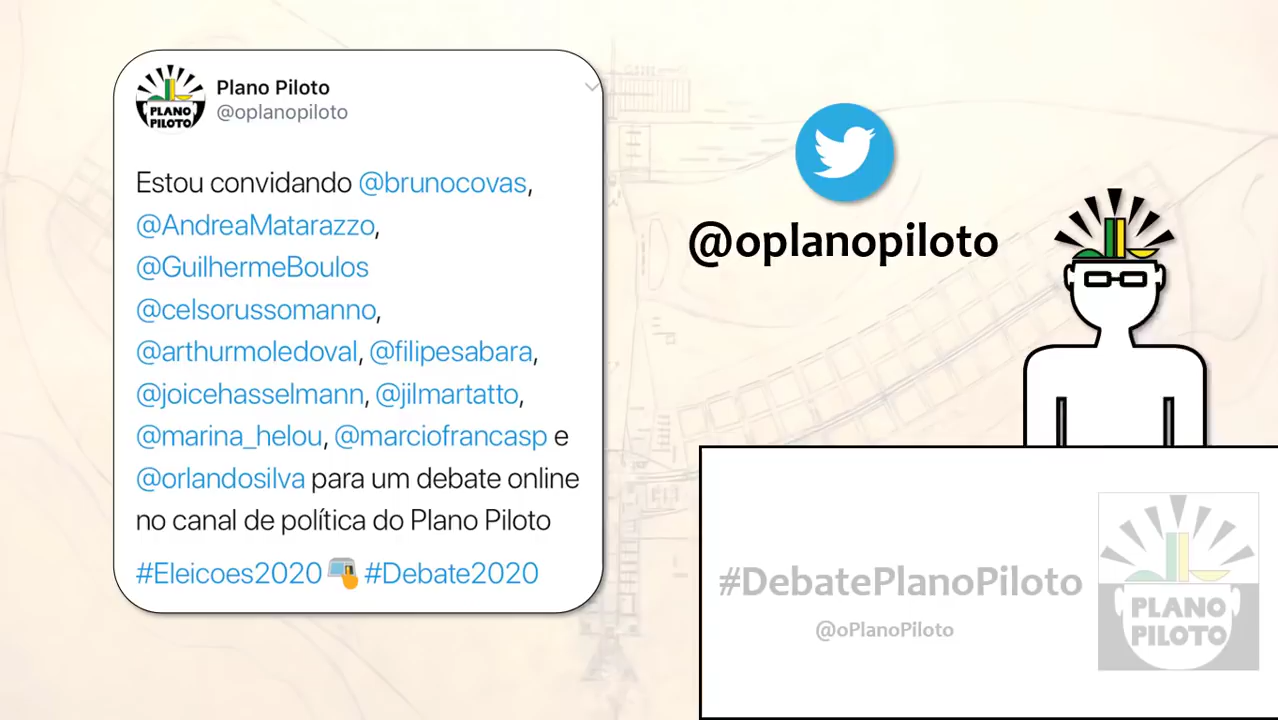 Plano Piloto
@oplanopiloto
PLANO
PILOTO
Estou convidando @brunocovas,
@AndreaMatarazzo,
@GuilhermeBoulos
@celsorussomanno,
@arthurmoledoval, @filipesabara,
@joicehasselmann, @jilmartatto,
@marina_helou, @marciofrancasp e
@orlandosilva para um debate online
no canal de política do Plano Piloto
#Eleicoes2020 #Debate2020
@oplanopiloto
#DebatePlanoPiloto
@oPlanoPiloto
PLANO
PILOTO